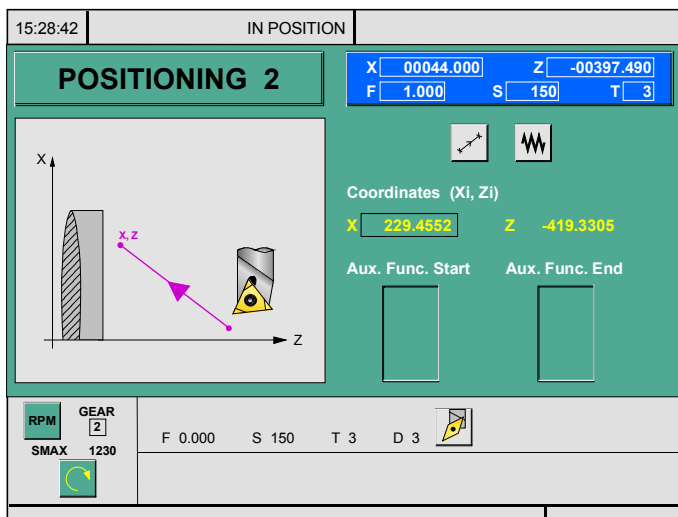 15:28:42 IN POSITION
POSITIONING 2
X 00044.000 Z -00397.490
F 1.000 S 150 T 3
X
X, Z
Z
Coordinates (Xi, Zi)
X 229.4552 Z -419.3305
Aux. Func. Start Aux. Func. End
RPM GEAR
2
SMAX 1230
F 0.000 S 150 T 3 D 3